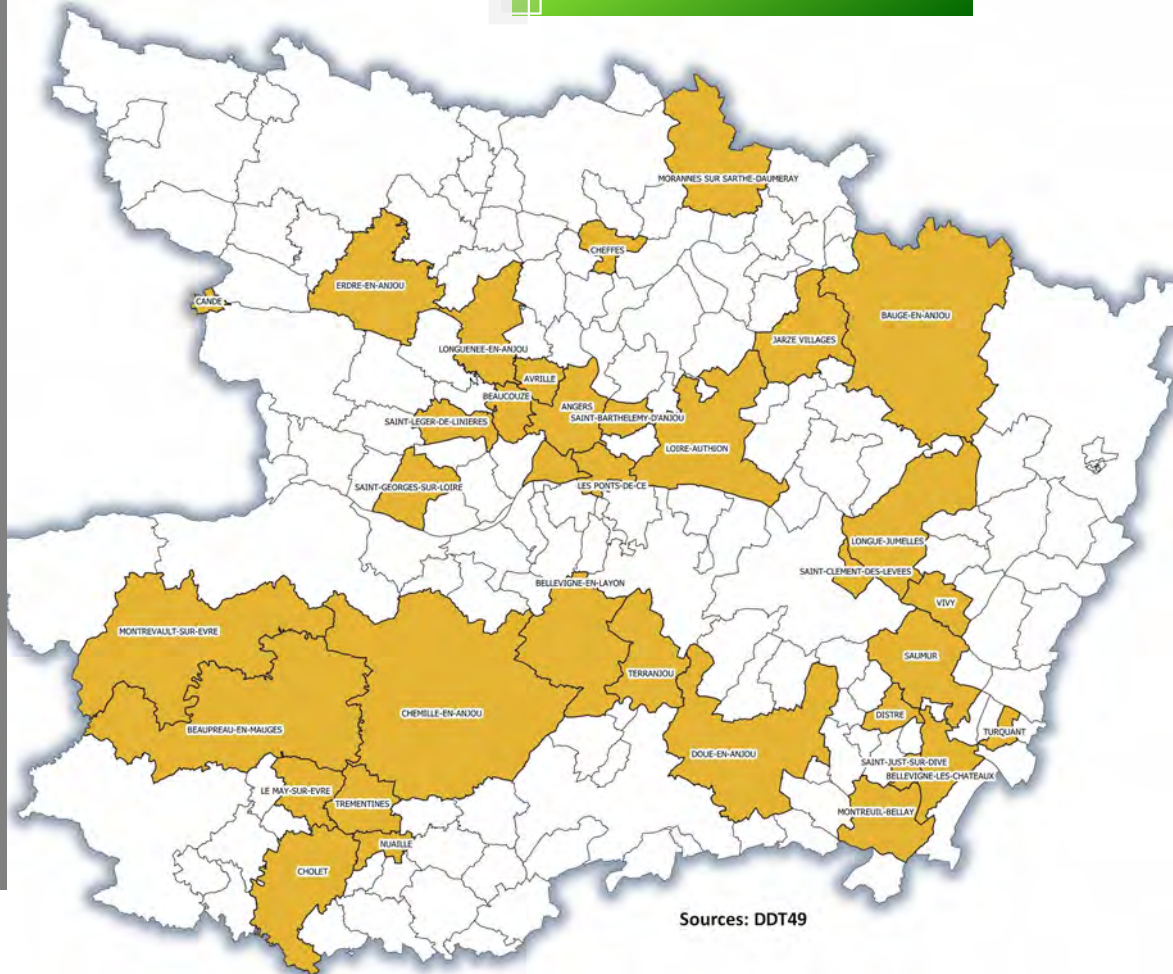 MORANNES SUR SARTHE-DAUMERAY
CHEFFES
ERDRE-EN-ANJOU
CANDE
BAUGE-EN-ANJOU
JARZE VILLAGES
LONGUENEE-EN-ANJOU
AVRILLE
BEAUCOUZE
ANGERS
SAINT-BARTHELEMY-D'ANJOU
SAINT-LEGER-DE-LINIERES
LOIRE-AUTHION
SAINT-GEORGES-SUR-LOIRE
LES PONTS-DE-CE
LONGUE-JUMELLES
SAINT-CLEMENT-DES-LEVEES
BELLEVIGNE-EN-LAYON
VIVY
MONTREVAULT-SUR-EVRE
SAUMUR
TERRANJOU
CHEMILLE-EN-ANJOU
DISTRE
BEAUPREAU-EN-MAUGES
TURQUANT
DOUE-EN-ANJOU
SAINT-JUST-SUR-DIVE
BELLEVIGNE-LES-CHATEAUX
LE MAY-SUR-EVRE
TREMENTINES
MONTREUIL-BELLAY
NUAILLE
CHOLET
Sources: DDT49